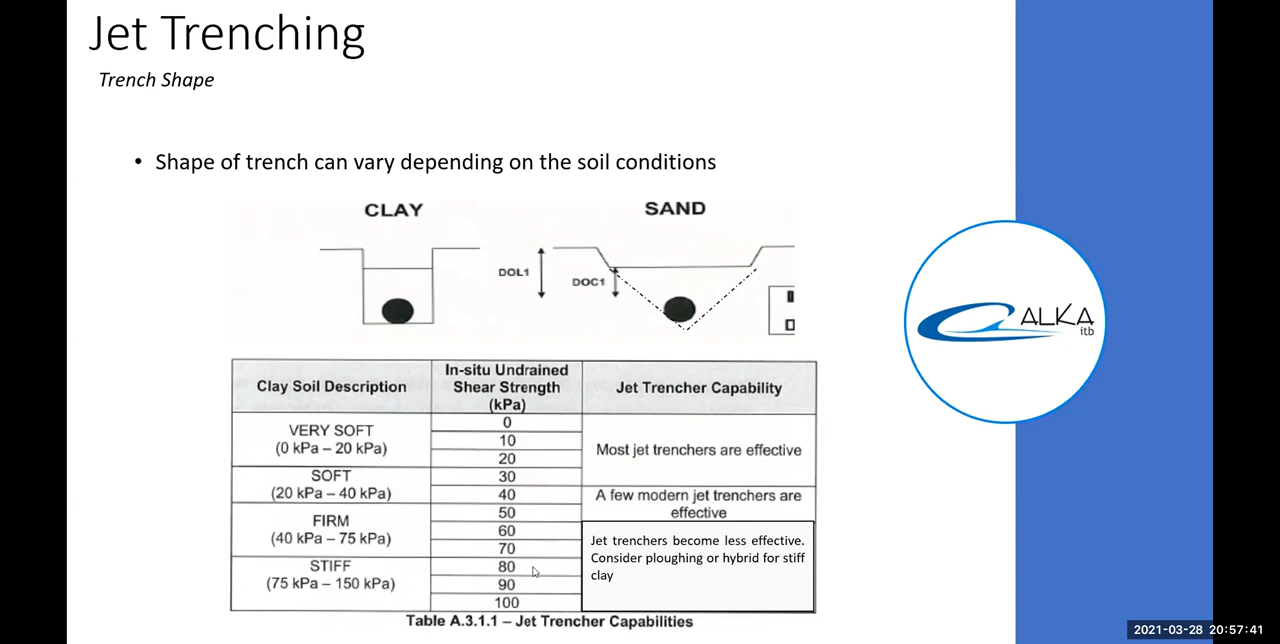 Jet Trenching
Trench Shape
• Shape of trench can vary depending on the soil conditions
CLAY
SAND
DOL1
DOC1
ALKA
itb
Clay Soil Description
In-situ Undrained
Shear Strength
(kPa)
Jet Trencher Capability
VERY SOFT
(0 kPa – 20 kPa)
SOFT
(20 kPa – 40 kPa)
FIRM
(40 kPa – 75 kPa)
STIFF
(75 kPa – 150 kPa)
0
10
20
30
40
50
60
70
80
90
100
Most jet trenchers are effective
A few modern jet trenchers are
effective
Jet trenchers become less effective.
Consider ploughing or hybrid for stiff
clay
Table A.3.1.1 – Jet Trencher Capabilities
2021-03-28 20:57:41